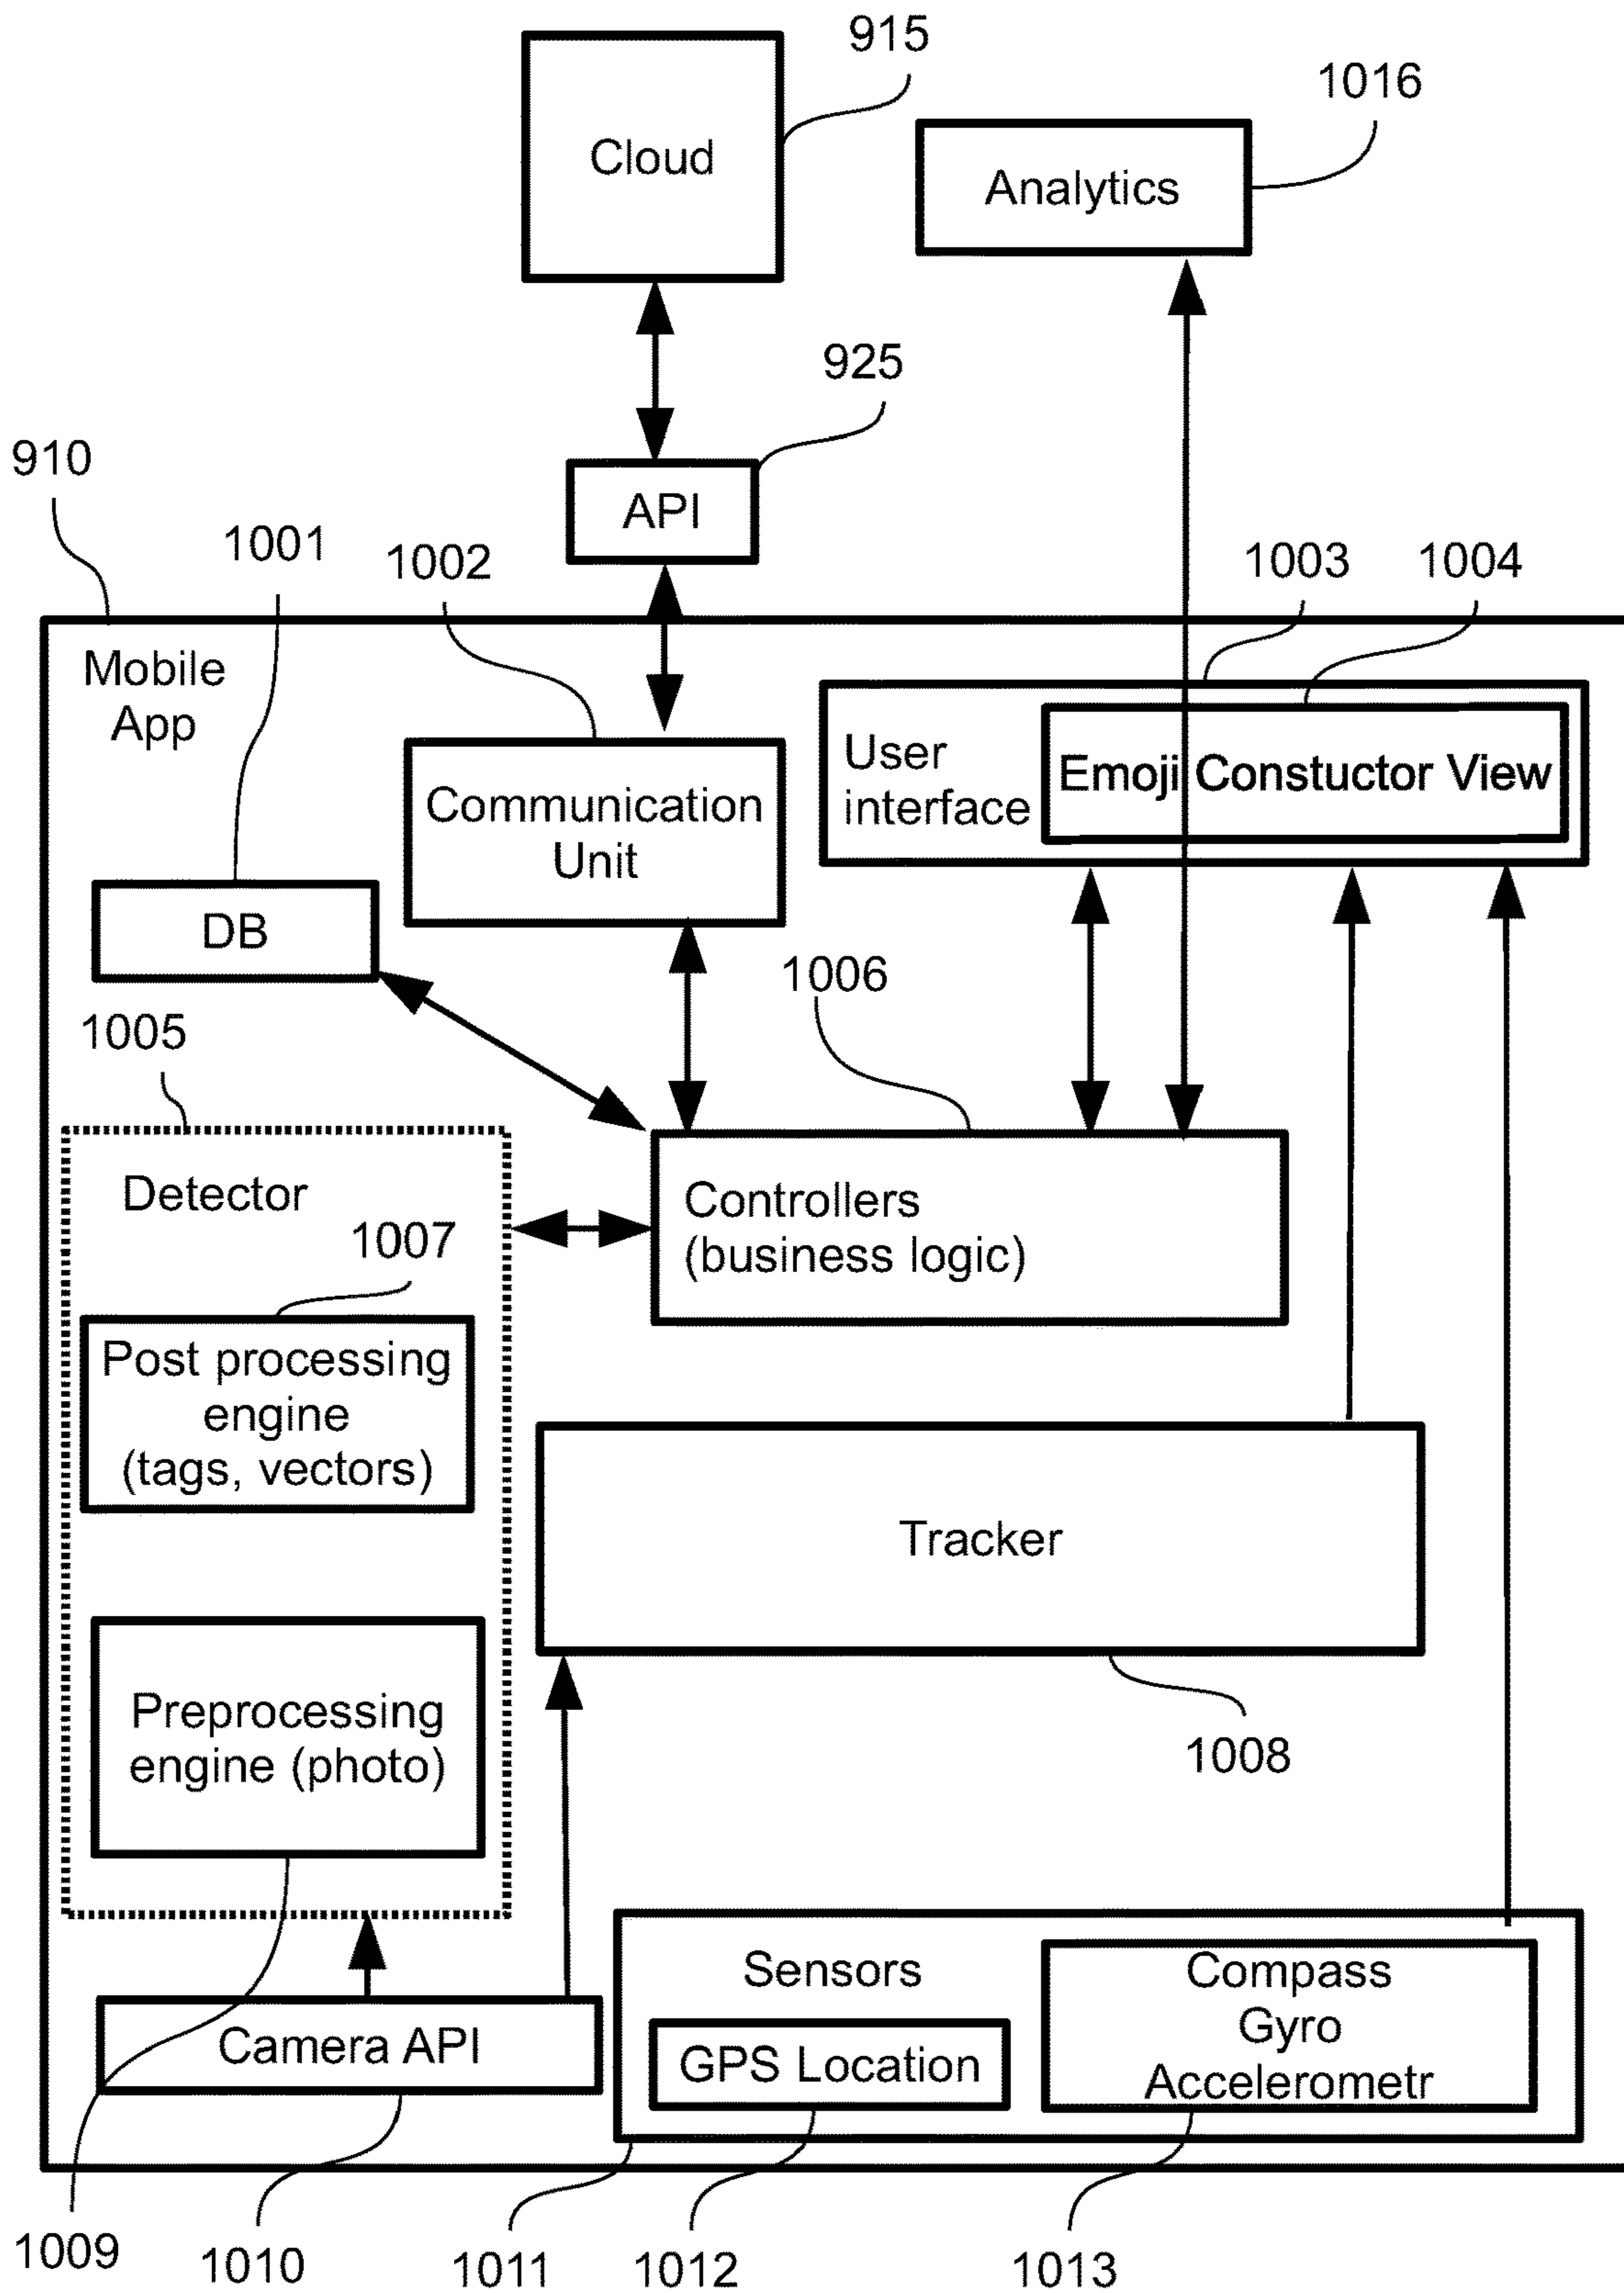 915
Cloud
1016
Analytics
925
API
910
1001
1002
1003
1004
Mobile
App
User
interface
Emoji Constuctor View
Communication
Unit
DB
1006
1005
Controllers
(business logic)
Detector
1007
Post processing
engine
(tags, vectors)
Tracker
1008
Preprocessing
engine (photo)
Sensors
Compass
Gyro
Accelerometr
GPS Location
Camera API
1009
1010
1011
1012
1013